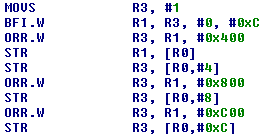 MOVS R3, #1
BFI.W R1, R3, #0, #0xC
ORR.W R3, R1, #0x400
STR R1, [R0]
STR R3, [R0,#4]
ORR.W R3, R1, #0x800
STR R3, [R0,#8]
ORR.W R3, R1, #0xC00
STR R3, [R0,#0xC]